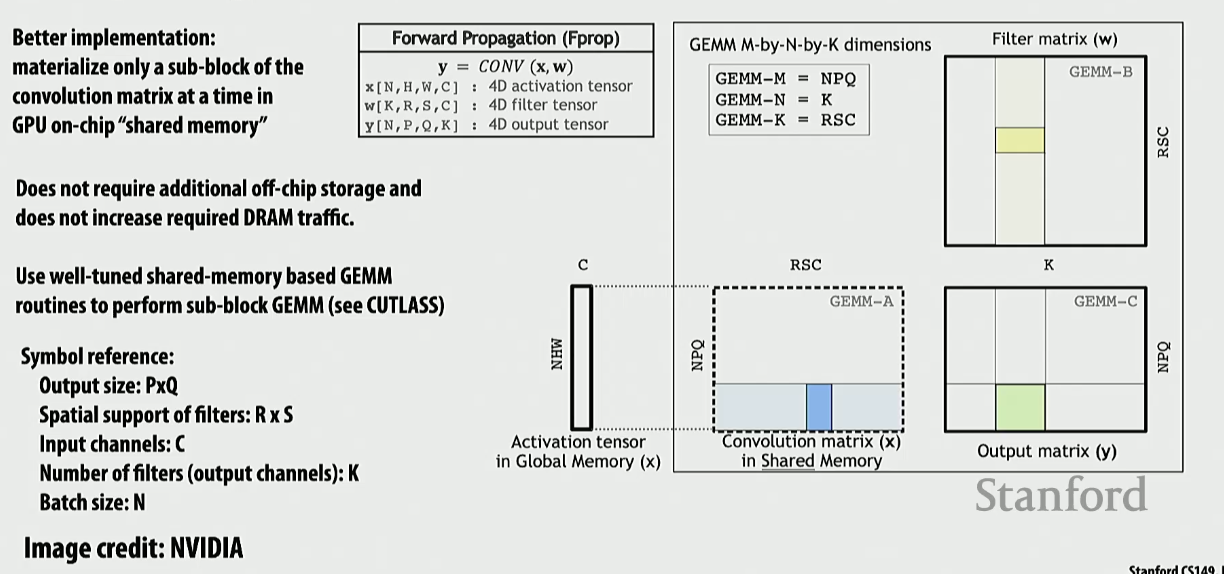 Better implementation:
materialize only a sub-block of the
convolution matrix at a time in
GPU on-chip “shared memory”
Does not require additional off-chip storage and
does not increase required DRAM traffic.
Use well-tuned shared-memory based GEMM
routines to perform sub-block GEMM (see CUTLASS)
Symbol reference:
Output size: PxQ
Spatial support of filters: R x S
Input channels: C
Number of filters (output channels): K
Batch size: N
Image credit: NVIDIA
Forward Propagation (Fprop)
y = CONV (x, w)
x[N,H,W,C] : 4D activation tensor
w[K,R,S,C] : 4D filter tensor
y[N,P,Q,K] : 4D output tensor
GEMM M-by-N-by-K dimensions
GEMM-M = NPQ
GEMM-N = K
GEMM-K = RSC
Filter matrix (w)
GEMM-B
RSC
C
NHW
Activation tensor
in Global Memory (x)
RSC
GEMM-A
NPQ
Convolution matrix (x)
in Shared Memory
K
GEMM-C
NPQ
Output matrix (y)
Stanford
Stanford CS149,